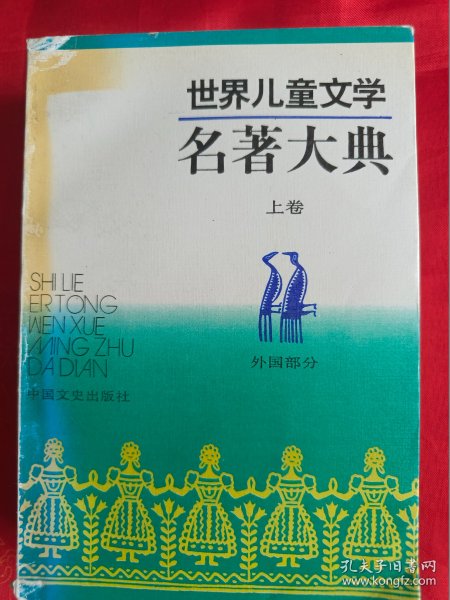 世界儿童文学
名著大典
上卷
外国部分
SHI LIE
ER TONG
WEN XUE
MING ZHU
DA DIAN
中国文史出版社
孔夫子旧书网
www.kongfz.com